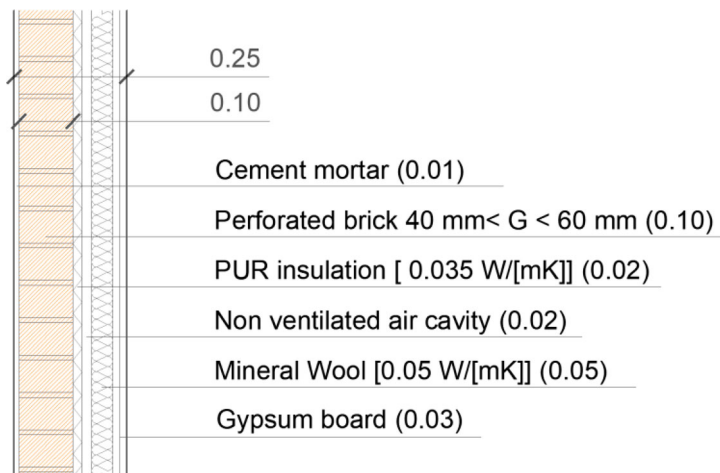 0.25
0.10
Cement mortar (0.01)
Perforated brick 40 mm< G < 60 mm (0.10)
PUR insulation [ 0.035 W/[mK]] (0.02)
Non ventilated air cavity (0.02)
Mineral Wool [0.05 W/[mK]] (0.05)
Gypsum board (0.03)